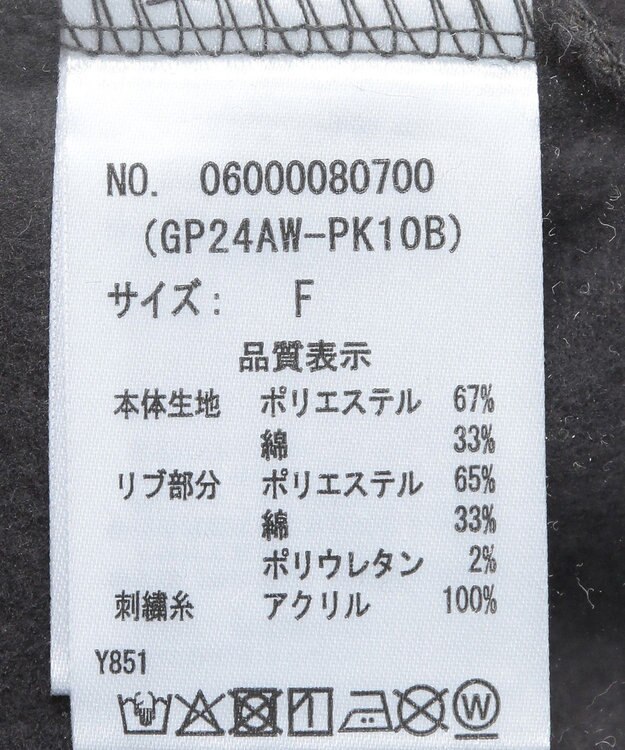 NO. 06000080700
(GP24AW-PK10B)
サイズ: F
品質表示
本体生地 ポリエステル 67%
綿 33%
リブ部分 ポリエステル 65%
綿 33%
ポリウレタン 2%
刺繍糸 アクリル 100%
Y851
W